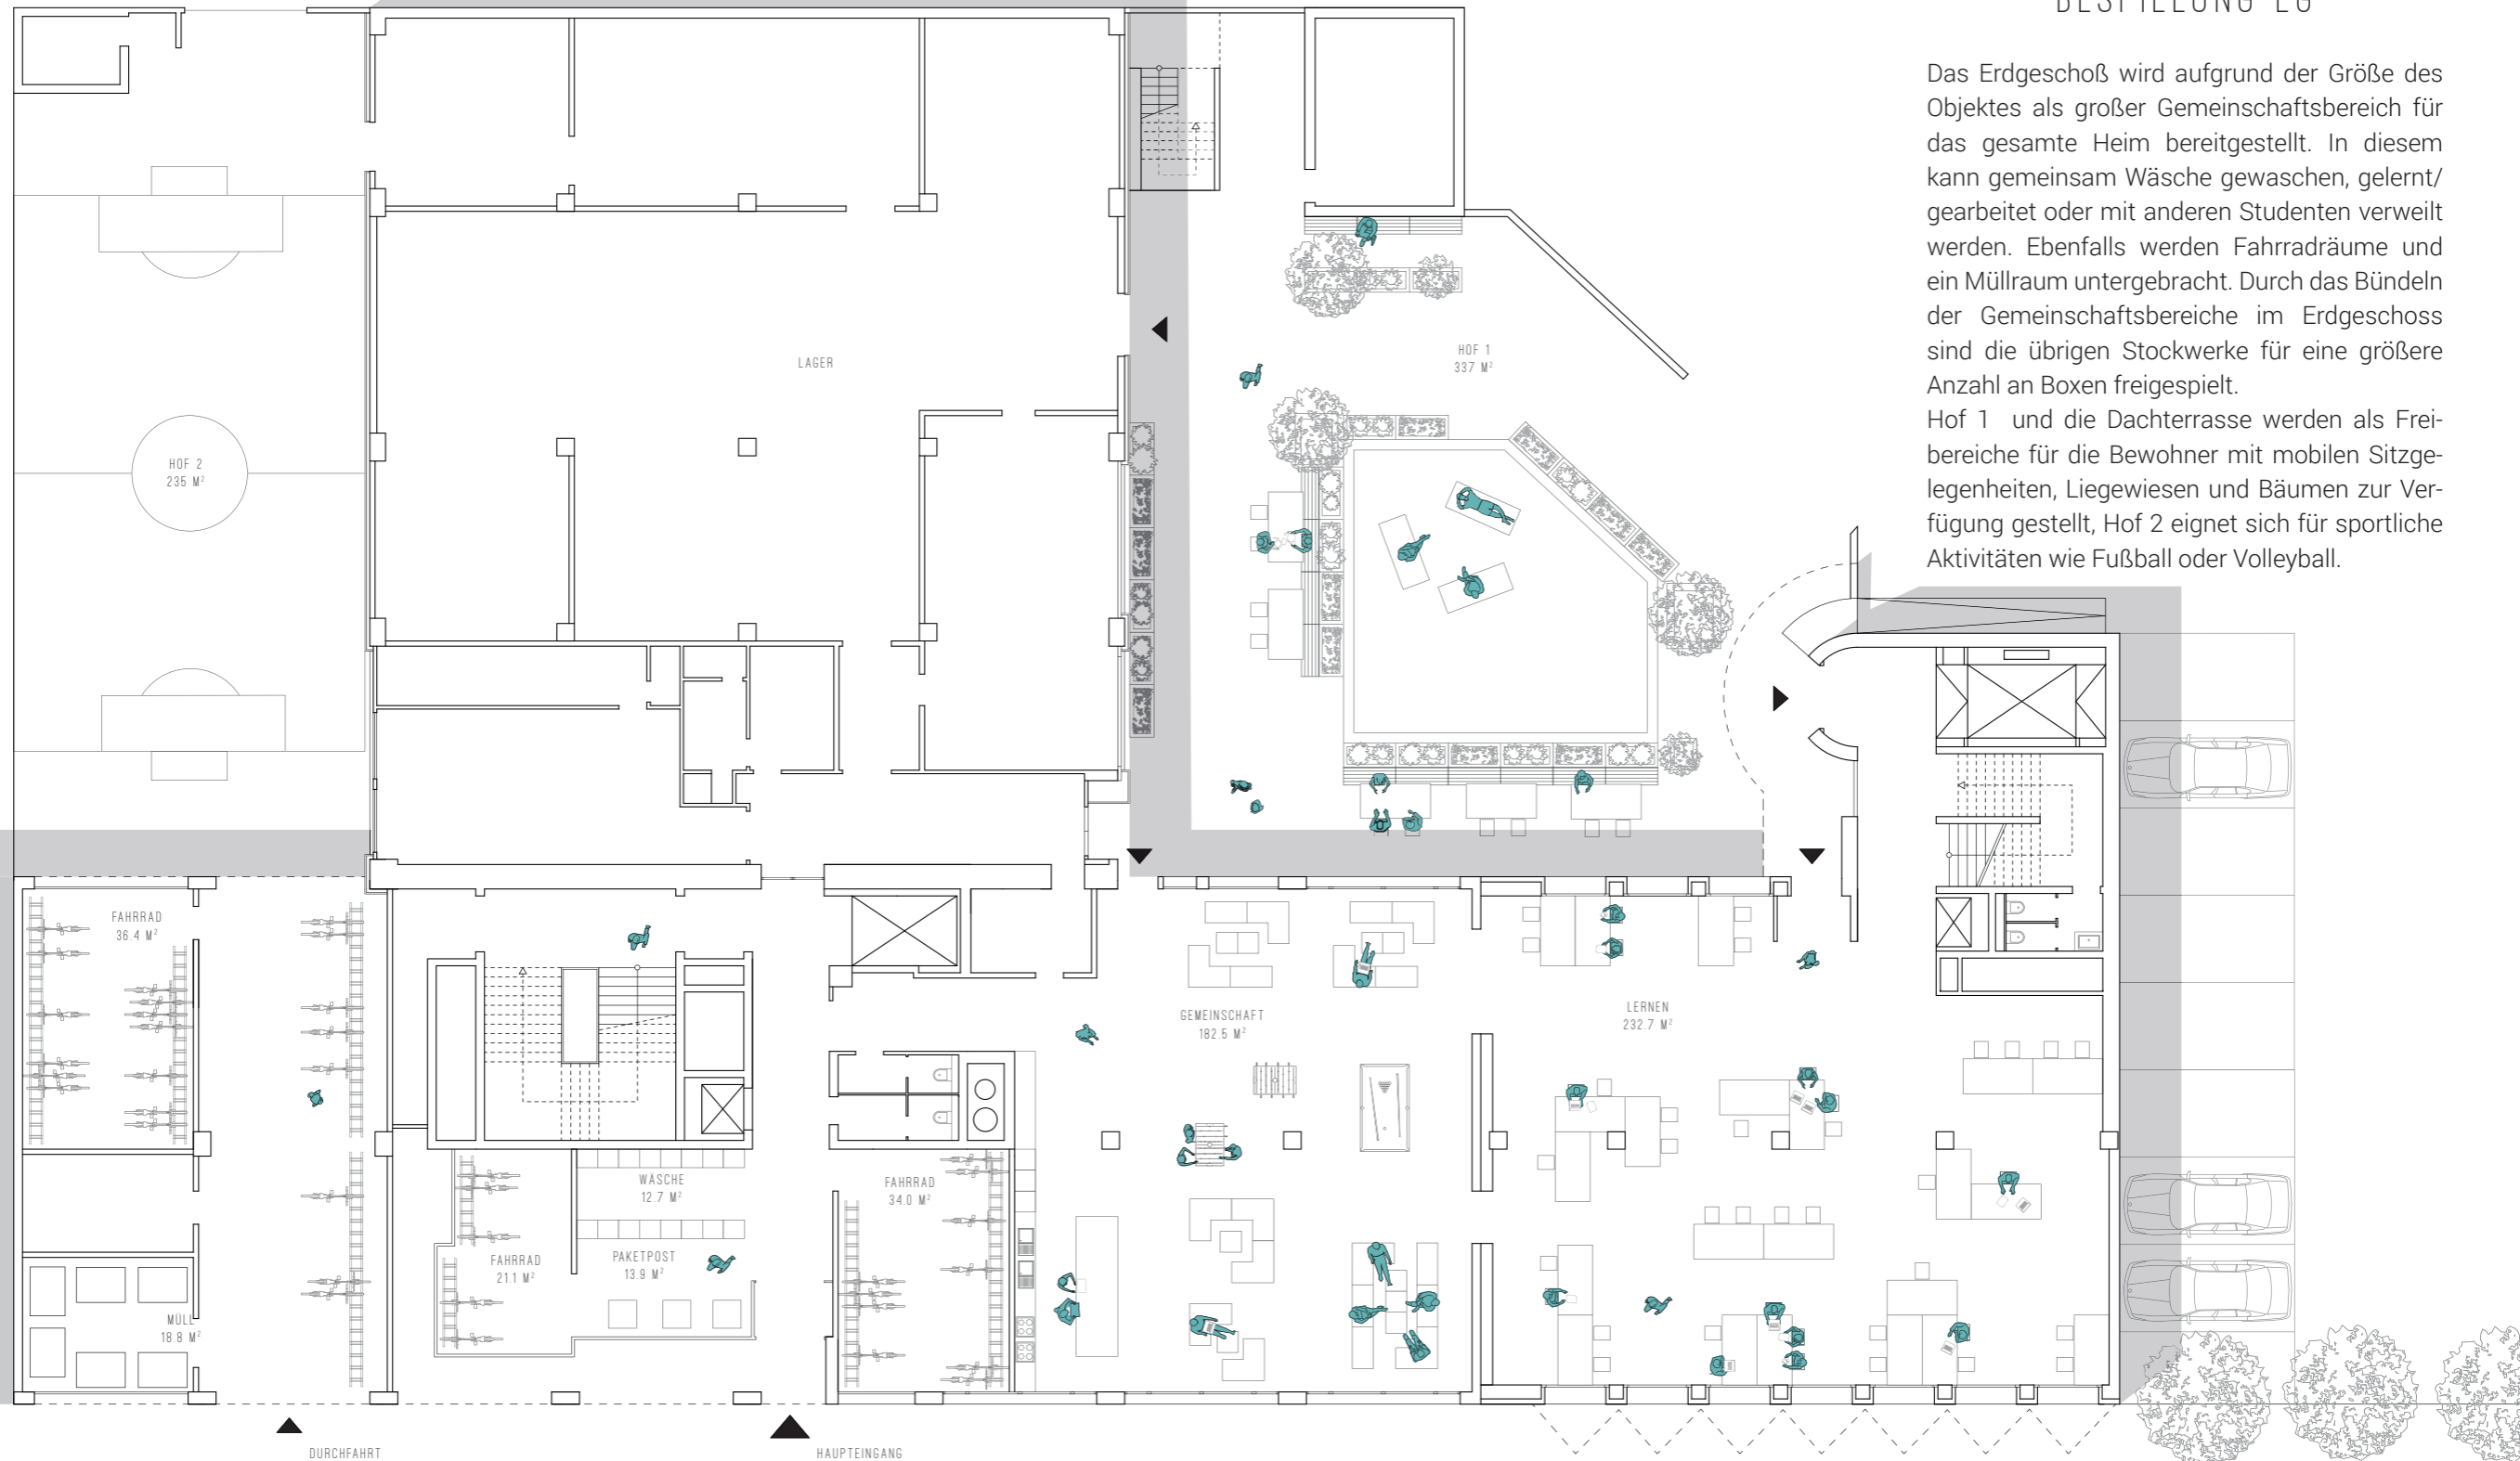 BESPIELUNG EG
Das Erdgeschoß wird aufgrund der Größe des
Objektes als großer Gemeinschaftsbereich für
das gesamte Heim bereitgestellt. In diesem
kann gemeinsam Wäsche gewaschen, gelernt/
gearbeitet oder mit anderen Studenten verweilt
werden. Ebenfalls werden Fahrradräume und
ein Müllraum untergebracht. Durch das Bündeln
der Gemeinschaftsbereiche im Erdgeschoss
sind die übrigen Stockwerke für eine größere
Anzahl an Boxen freigespielt.
Hof 1 und die Dachterrasse werden als Frei-
bereiche für die Bewohner mit mobilen Sitzge-
legenheiten, Liegewiesen und Bäumen zur Ver-
fügung gestellt, Hof 2 eignet sich für sportliche
Aktivitäten wie Fußball oder Volleyball.
LAGER
HOF 1
337 M²
HOF 2
235 M²
FAHRRAD
36.4 M²
GEMEINSCHAFT
182.5 M²
LERNEN
232.7 M²
WÄSCHE
12.7 M²
FAHRRAD
34.0 M²
FAHRRAD
21.1 M²
PAKETPOST
13.9 M²
MÜLL
18.8 M²
DURCHFAHRT
HAUPTEINGANG